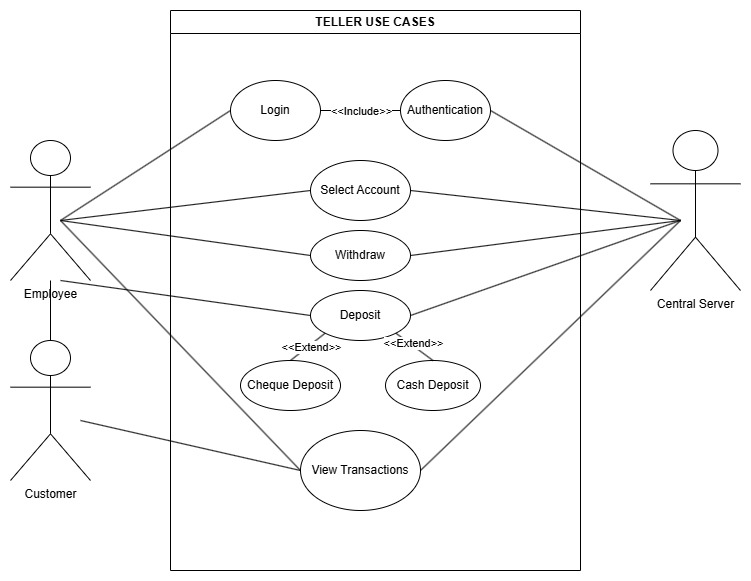 TELLER USE CASES
Login
<<Include>>
Authentication
Select Account
Withdraw
Employee
Central Server
Deposit
<<Extend>>
<<Extend>>
Cheque Deposit
Cash Deposit
View Transactions
Customer